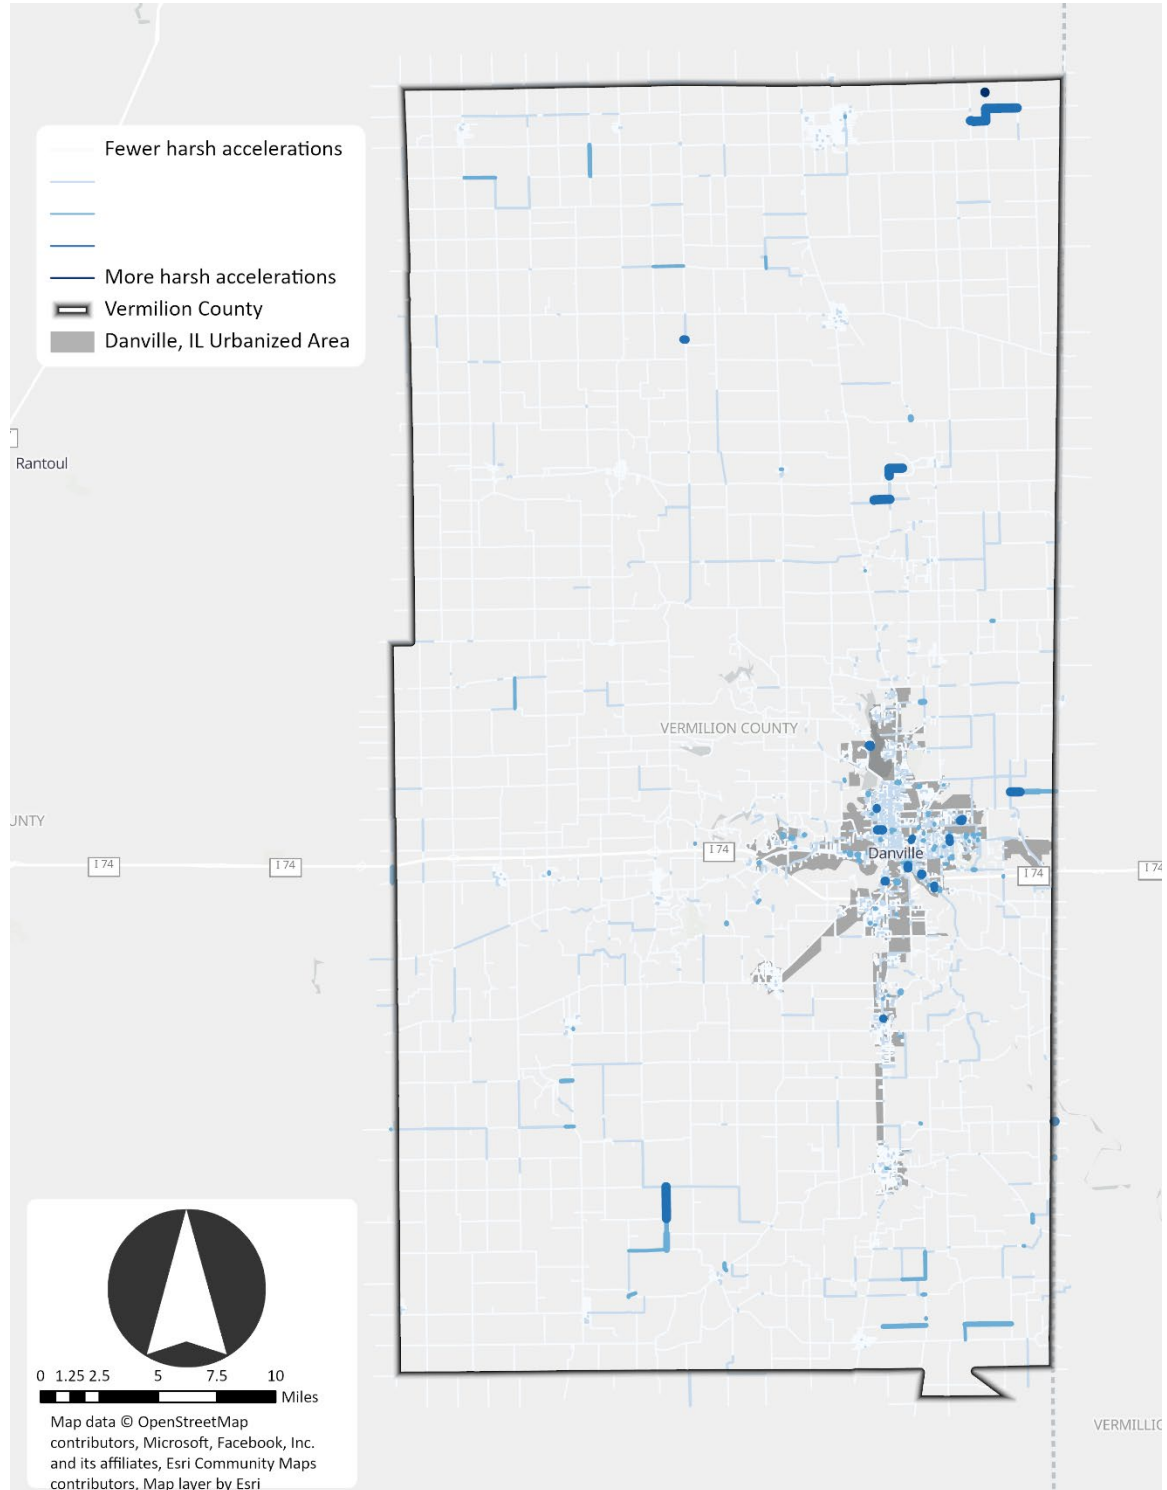 Fewer harsh accelerations
More harsh accelerations
Vermilion County
Danville, IL Urbanized Area
Rantoul
VERMILION COUNTY
UNTY
I 74
I 74
I 74
Danville
I 74
I 74
0 1.25 2.5 5 7.5 10
Miles
Map data © OpenStreetMap
contributors, Microsoft, Facebook, Inc.
and its affiliates, Esri Community Maps
contributors, Map layer by Esri
VERMILLIO